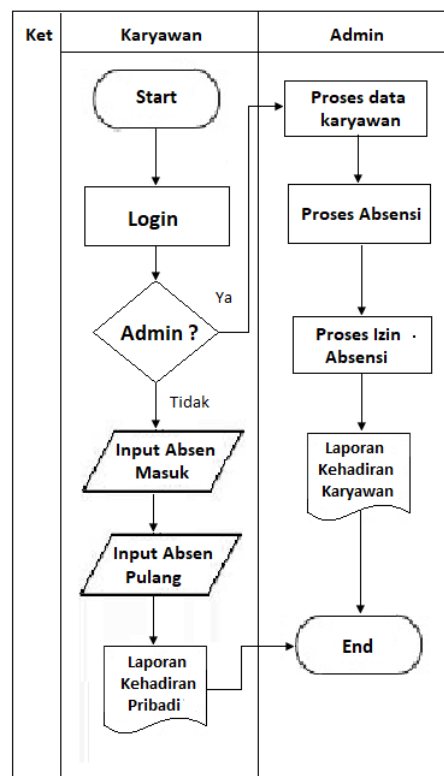 Ket
Karyawan
Admin
Start
Login
Admin ?
Ya
Tidak
Input Absen
Masuk
Input Absen
Pulang
Laporan
Kehadiran
Pribadi
Proses data
karyawan
Proses Absensi
Proses Izin
Absensi
Laporan
Kehadiran
Karyawan
End